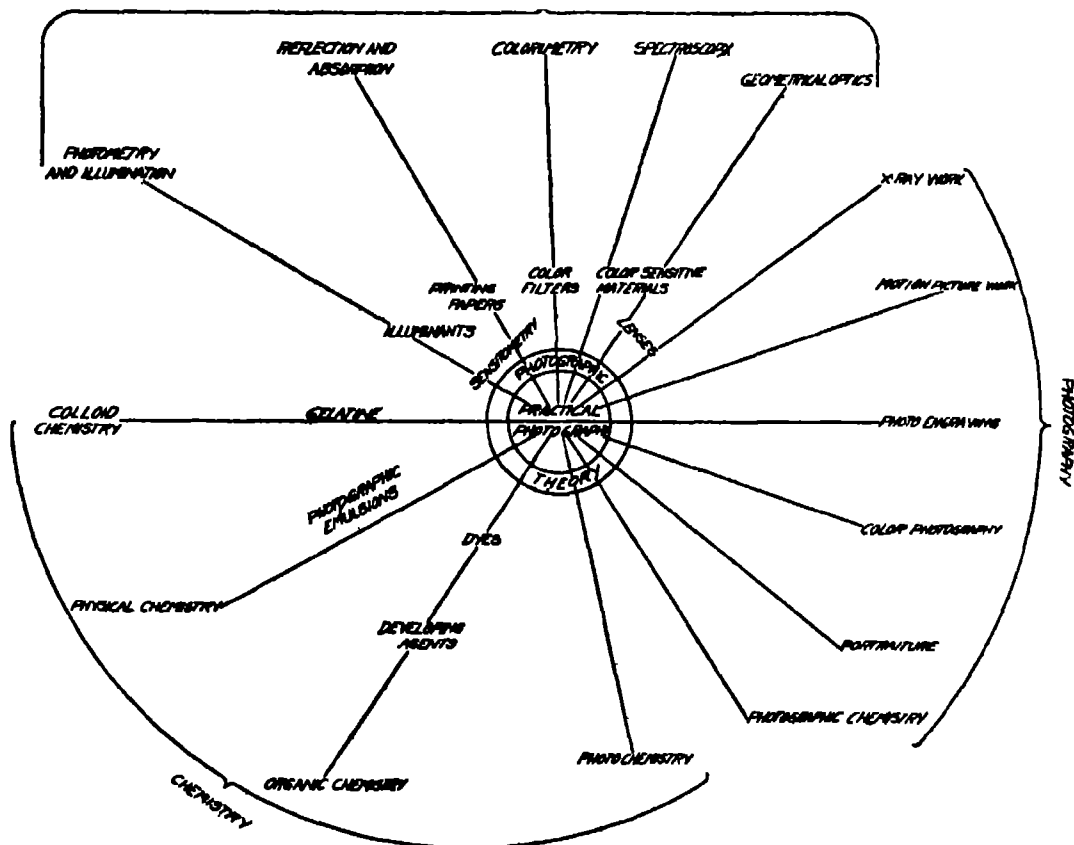 REFLECTION AND
ABSORPTION
COLORIMETRY
SPECTROSCOPY
GEOMETRICAL OPTICS
PHOTOMETRY
AND ILLUMINATION
X-RAY WORK
MOTION PICTURE WORK
PRINTING
PAPERS
COLOR
FILTERS
COLOR SENSITIVE
MATERIALS
ILLUMINANTS
SENSITOMETRY
LENSES
PHOTOGRAPHIC
PRACTICAL
PHOTOGRAPHY
THEORY
COLLOID
CHEMISTRY
GELATINE
PHOTO ENGRAVING
PHOTOGRAPHY
PHOTOGRAPHIC
EMULSIONS
DYES
COLOR PHOTOGRAPHY
PHYSICAL CHEMISTRY
DEVELOPING
AGENTS
PORTRAITURE
PHOTOGRAPHIC CHEMISTRY
PHOTOCHEMISTRY
ORGANIC CHEMISTRY
CHEMISTRY